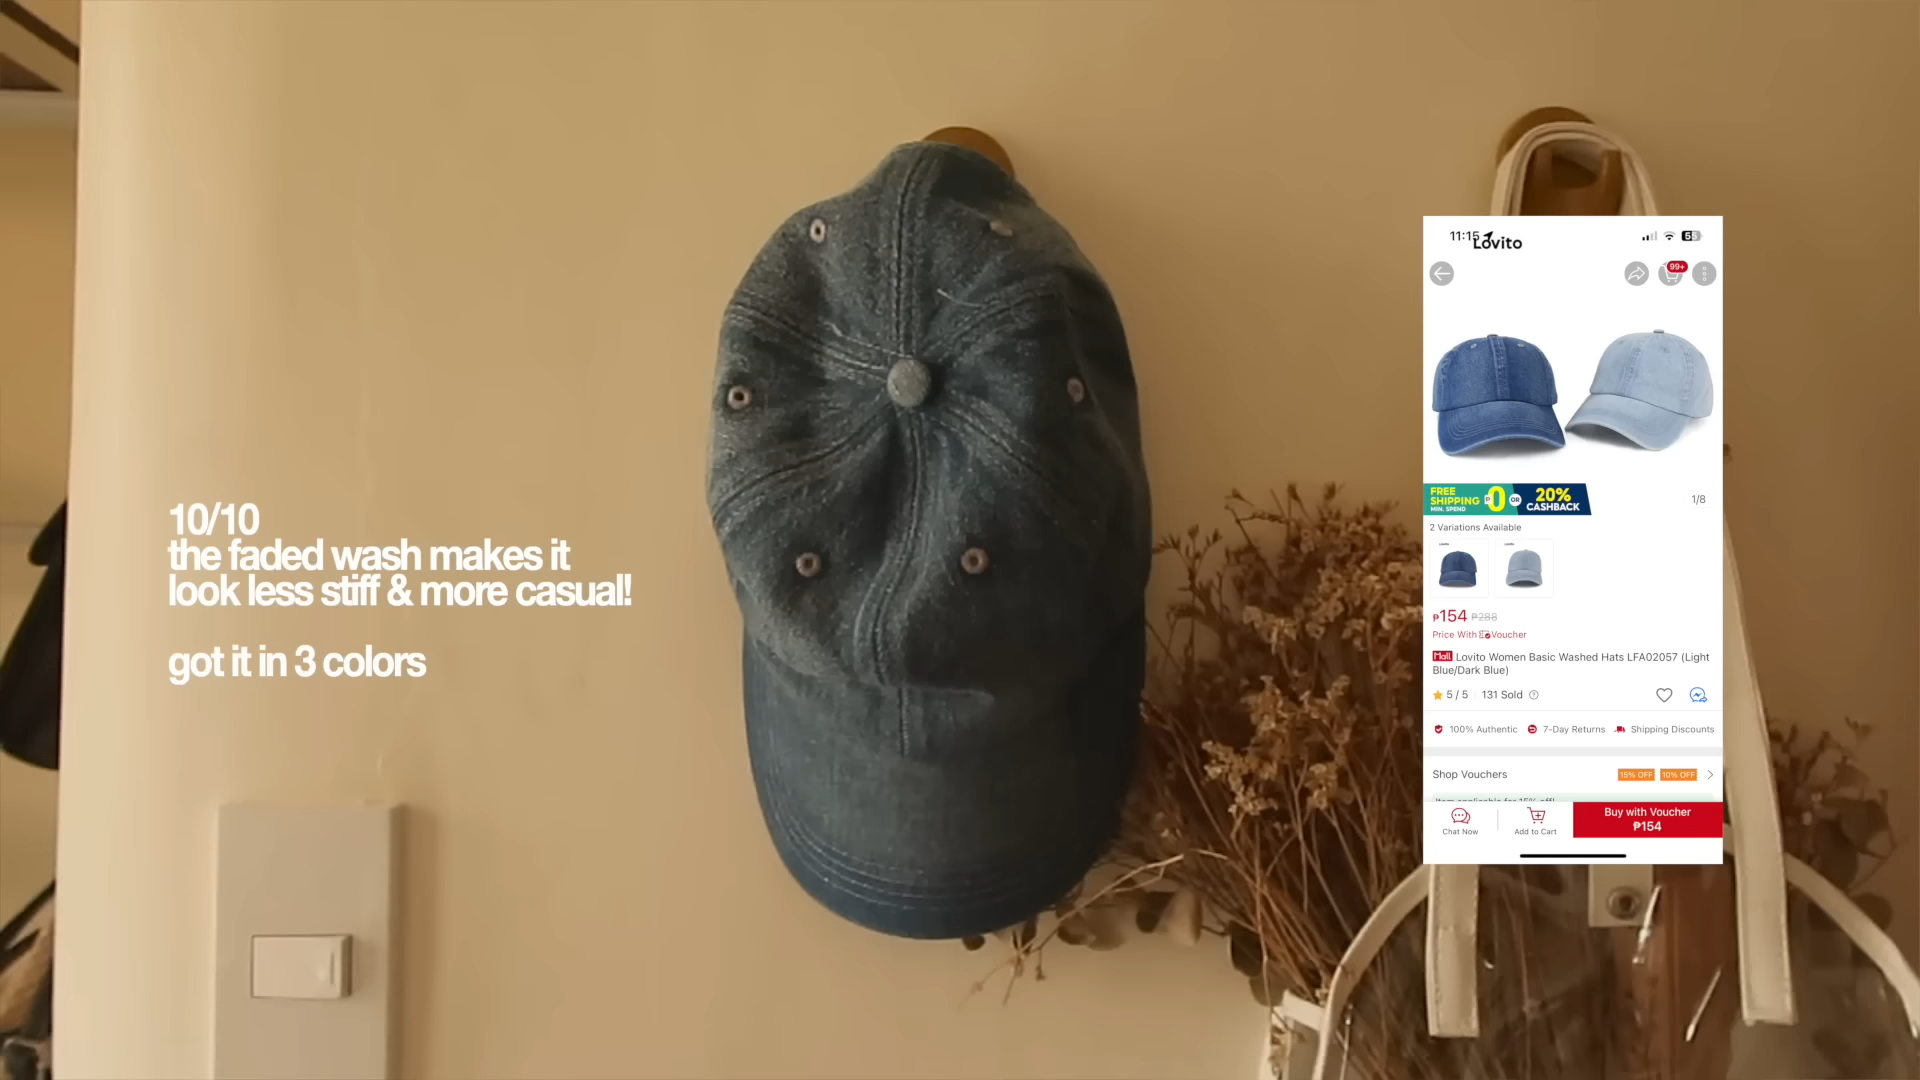 10/10
the faded wash makes it
look less stiff & more casual!
got it in 3 colors
11:15
Lovito
55
99+
FREE
SHIPPING
MIN. SPEND
₱0
OR
20%
CASHBACK
1/8
2 Variations Available
₱154 ₱288
Price With Voucher
Mall Lovito Women Basic Washed Hats LFA02057 (Light
Blue/Dark Blue)
5 / 5 131 Sold
100% Authentic 7-Day Returns Shipping Discounts
Shop Vouchers 15% OFF 10% OFF
Buy with Voucher
₱154
Chat Now Add to Cart